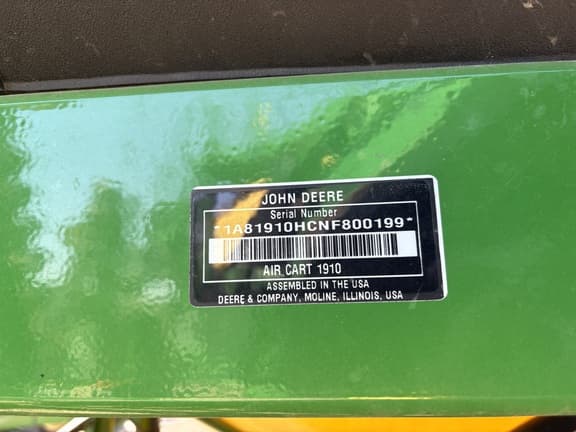 JOHN DEERE
Serial Number
*1A81910HCNF800199*
AIR CART 1910
ASSEMBLED IN THE USA
DEERE & COMPANY, MOLINE, ILLINOIS, USA